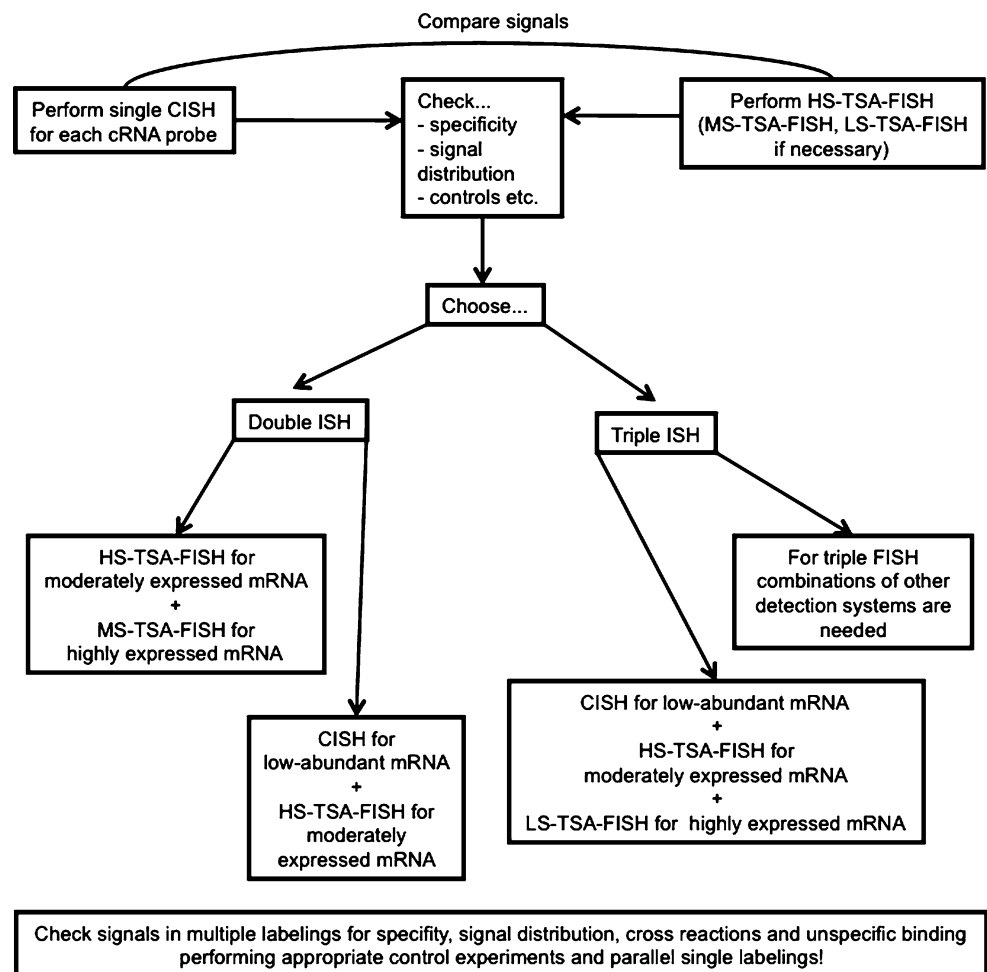 Compare signals
Perform single CISH
for each cRNA probe
Check...
- specificity
- signal
distribution
- controls etc.
Perform HS-TSA-FISH
(MS-TSA-FISH, LS-TSA-FISH
if necessary)
Choose...
Double ISH
Triple ISH
HS-TSA-FISH for
moderately expressed mRNA
+
MS-TSA-FISH for
highly expressed mRNA
For triple FISH
combinations of other
detection systems are
needed
CISH for
low-abundant mRNA
+
HS-TSA-FISH for
moderately
expressed mRNA
CISH for low-abundant mRNA
+
HS-TSA-FISH for
moderately expressed mRNA
+
LS-TSA-FISH for highly expressed mRNA
Check signals in multiple labelings for specifity, signal distribution, cross reactions and unspecific binding
performing appropriate control experiments and parallel single labelings!